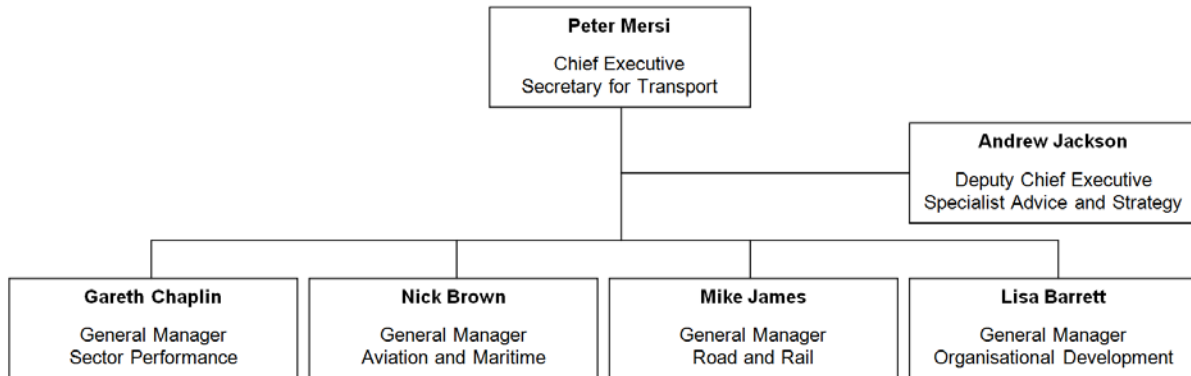 Peter Mersi
Chief Executive
Secretary for Transport
Andrew Jackson
Deputy Chief Executive
Specialist Advice and Strategy
Gareth Chaplin
General Manager
Sector Performance
Nick Brown
General Manager
Aviation and Maritime
Mike James
General Manager
Road and Rail
Lisa Barrett
General Manager
Organisational Development